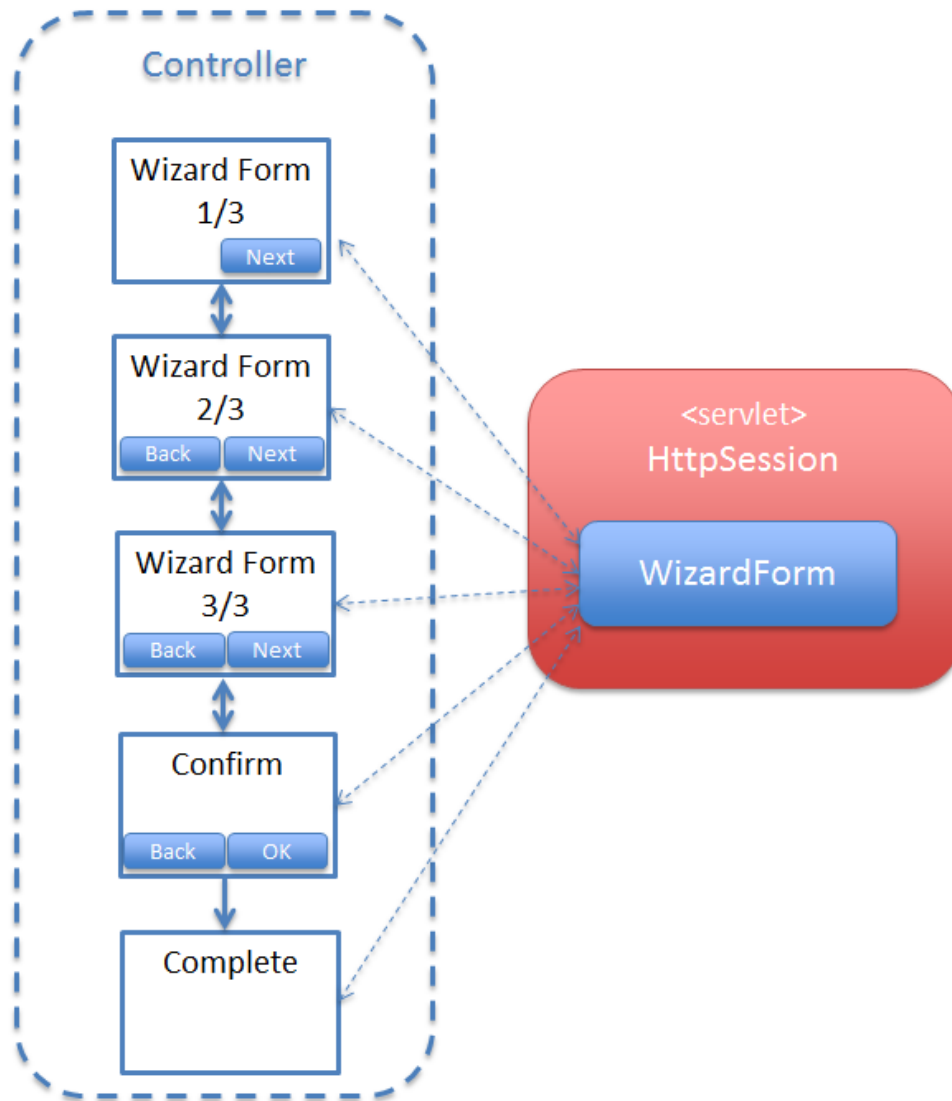 Controller
Wizard Form
1/3
Next
Wizard Form
2/3
Back Next
Wizard Form
3/3
Back Next
Confirm
Back OK
Complete
<servlet>
HttpSession
WizardForm